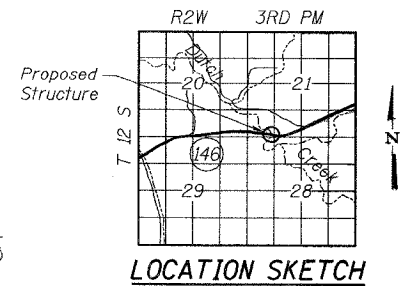 R2W 3RD PM
Dutch
Proposed
Structure
20 21
T 12 S
N
146
Creek
29 28
LOCATION SKETCH